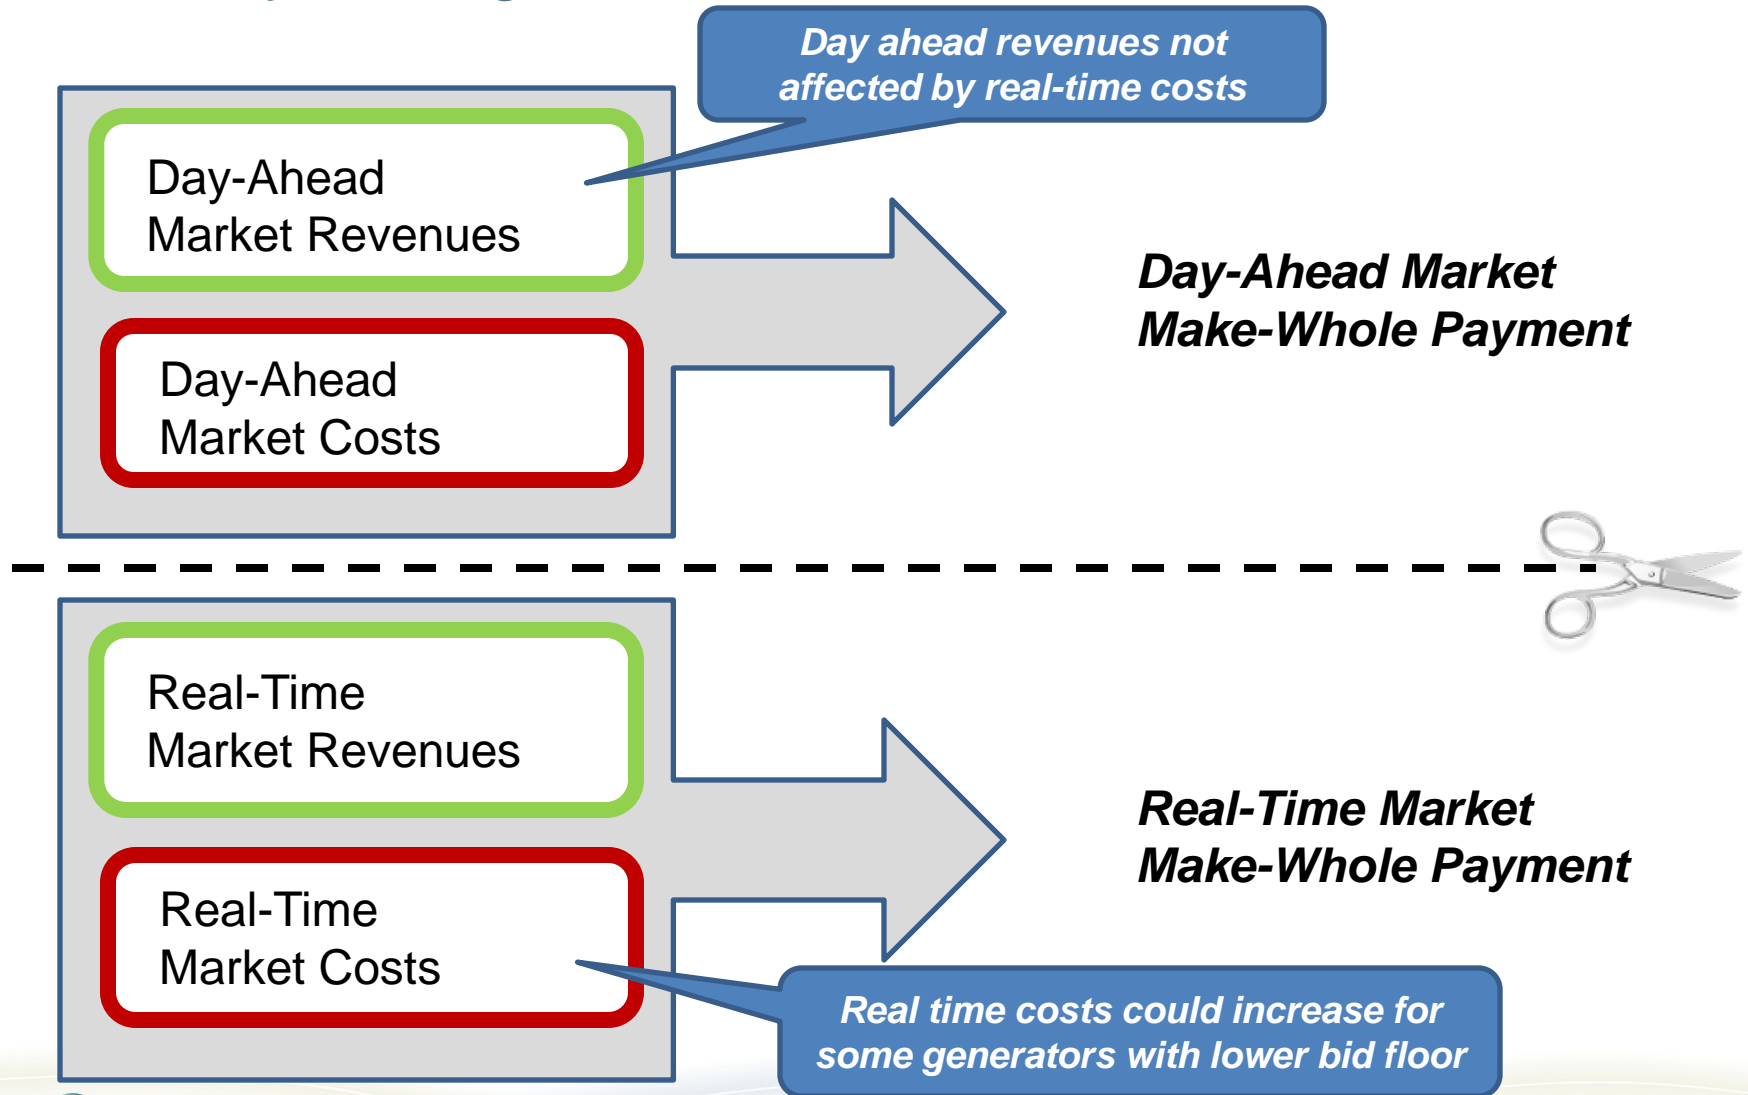 Day ahead revenues not
affected by real-time costs
Day-Ahead
Market Revenues
Day-Ahead
Market Costs
Day-Ahead Market
Make-Whole Payment
Real-Time
Market Revenues
Real-Time
Market Costs
Real-Time Market
Make-Whole Payment
Real time costs could increase for
some generators with lower bid floor